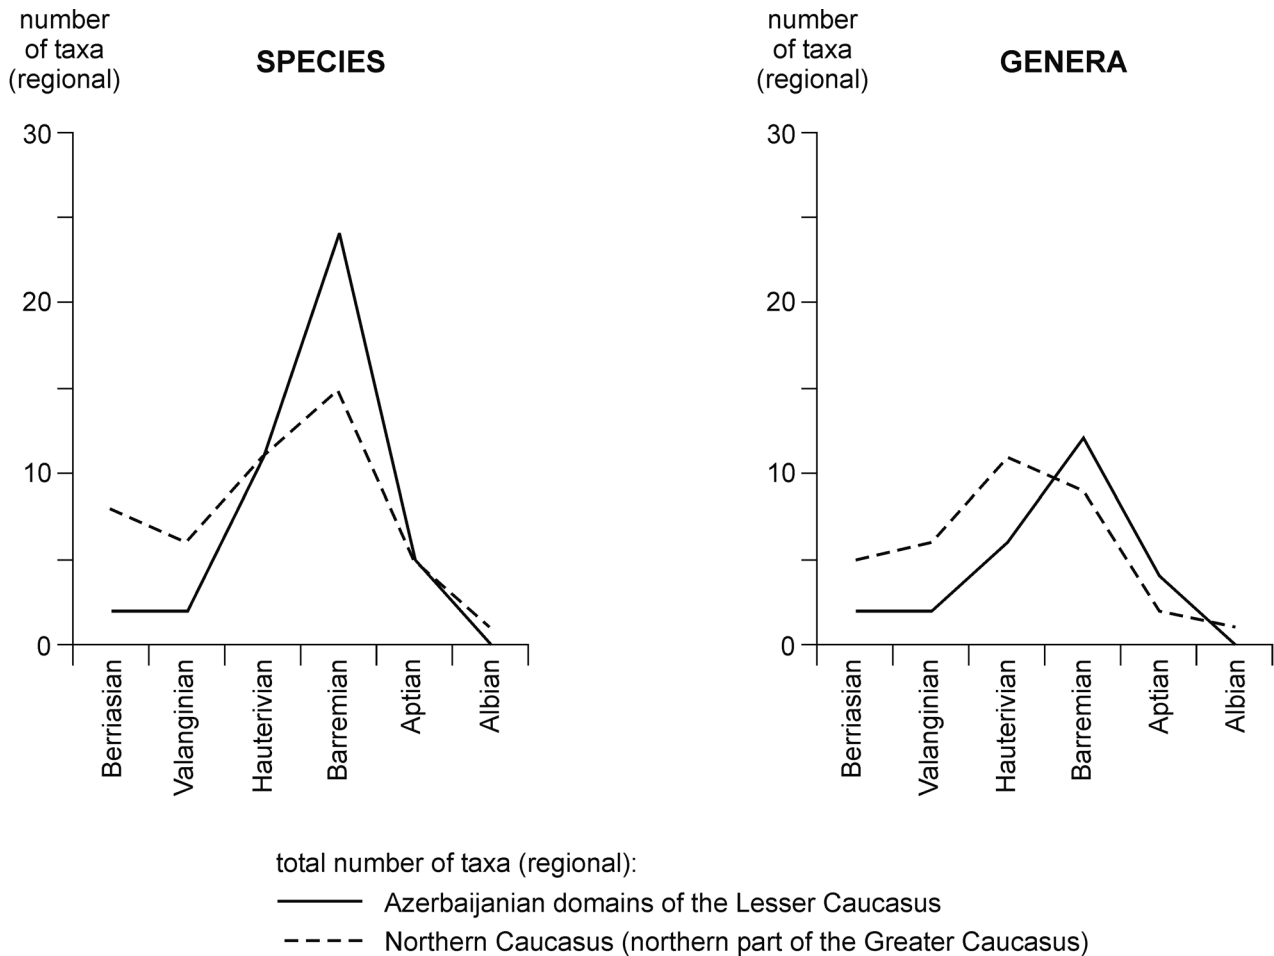 number
of taxa
(regional)
SPECIES
30
20
10
0
Berriasian
Valanginian
Hauterivian
Barremian
Aptian
Albian
number
of taxa
(regional)
GENERA
30
20
10
0
Berriasian
Valanginian
Hauterivian
Barremian
Aptian
Albian
total number of taxa (regional):
Azerbaijanian domains of the Lesser Caucasus
Northern Caucasus (northern part of the Greater Caucasus)